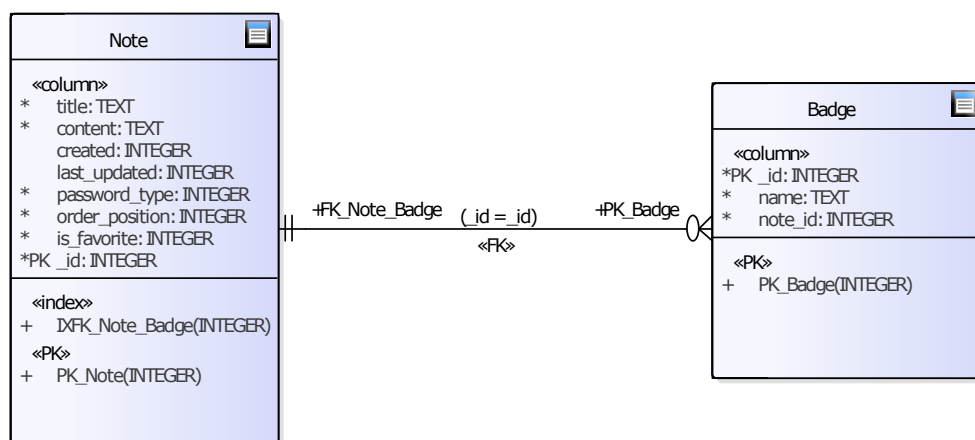 Note
«column»
* title: TEXT
* content: TEXT
created: INTEGER
last_updated: INTEGER
* password_type: INTEGER
* order_position: INTEGER
* is_favorite: INTEGER
*PK _id: INTEGER
«index»
+ IXFK_Note_Badge(INTEGER)
«PK»
+ PK_Note(INTEGER)
+FK_Note_Badge
(_id = _id)
«FK»
+PK_Badge
Badge
«column»
*PK _id: INTEGER
* name: TEXT
* note_id: INTEGER
«PK»
+ PK_Badge(INTEGER)